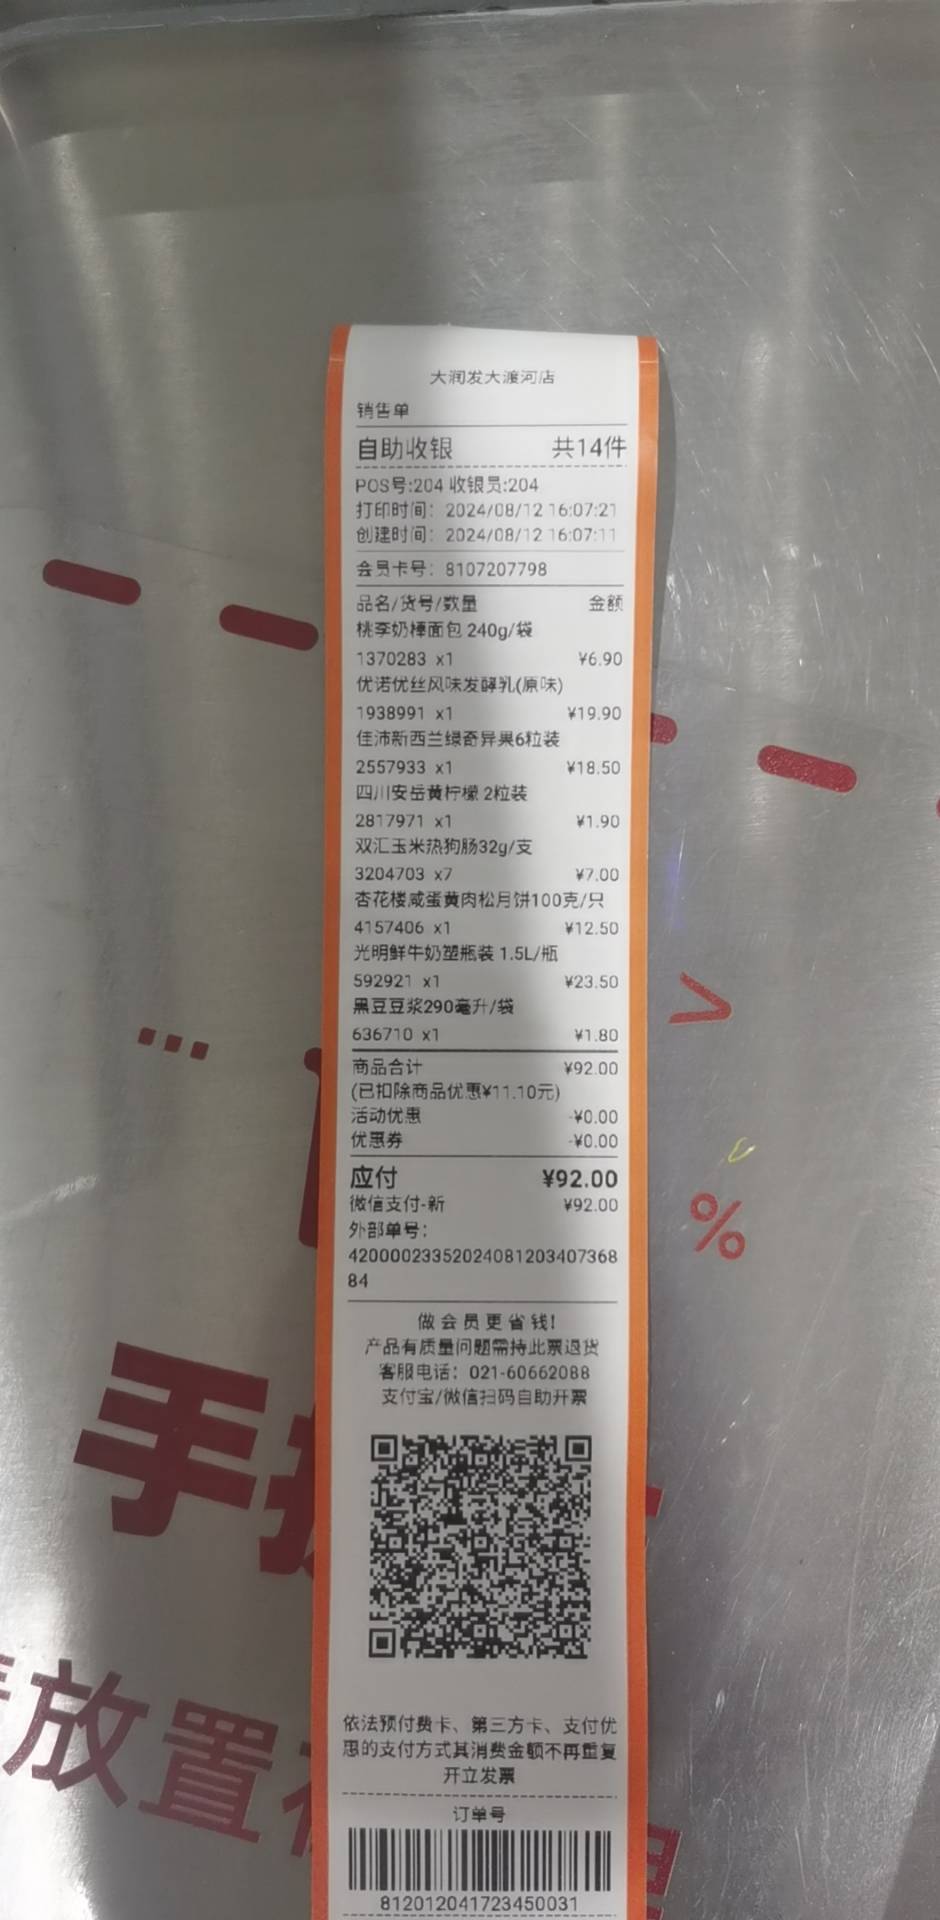 大润发大渡河店
销售单
自助收银 共14件
POS号:204 收银员:204
打印时间: 2024/08/12 16:07:21
创建时间: 2024/08/12 16:07:11
会员卡号: 8107207798
品名/货号/数量 金额
桃李奶棒面包 240g/袋
1370283 x1 ¥6.90
优诺优丝风味发酵乳(原味)
1938991 x1 ¥19.90
佳沛新西兰绿奇异果6粒装
2557933 x1 ¥18.50
四川安岳黄柠檬 2粒装
2817971 x1 ¥1.90
双汇玉米热狗肠32g/支
3204703 x7 ¥7.00
杏花楼咸蛋黄肉松月饼100克/只
4157406 x1 ¥12.50
光明鲜牛奶塑瓶装 1.5L/瓶
592921 x1 ¥23.50
黑豆豆浆290毫升/袋
636710 x1 ¥1.80
商品合计 ¥92.00
(已扣除商品优惠¥11.10元)
活动优惠 -¥0.00
优惠券 -¥0.00
应付 ¥92.00
微信支付-新 ¥92.00
外部单号:
42000023352024081203407368
84
做会员更省钱!
产品有质量问题需持此票退货
客服电话: 021-60662088
支付宝/微信扫码自助开票
依法预付费卡、第三方卡、支付优
惠的支付方式其消费金额不再重复
开立发票
订单号
812012041723450031
%
手
放置